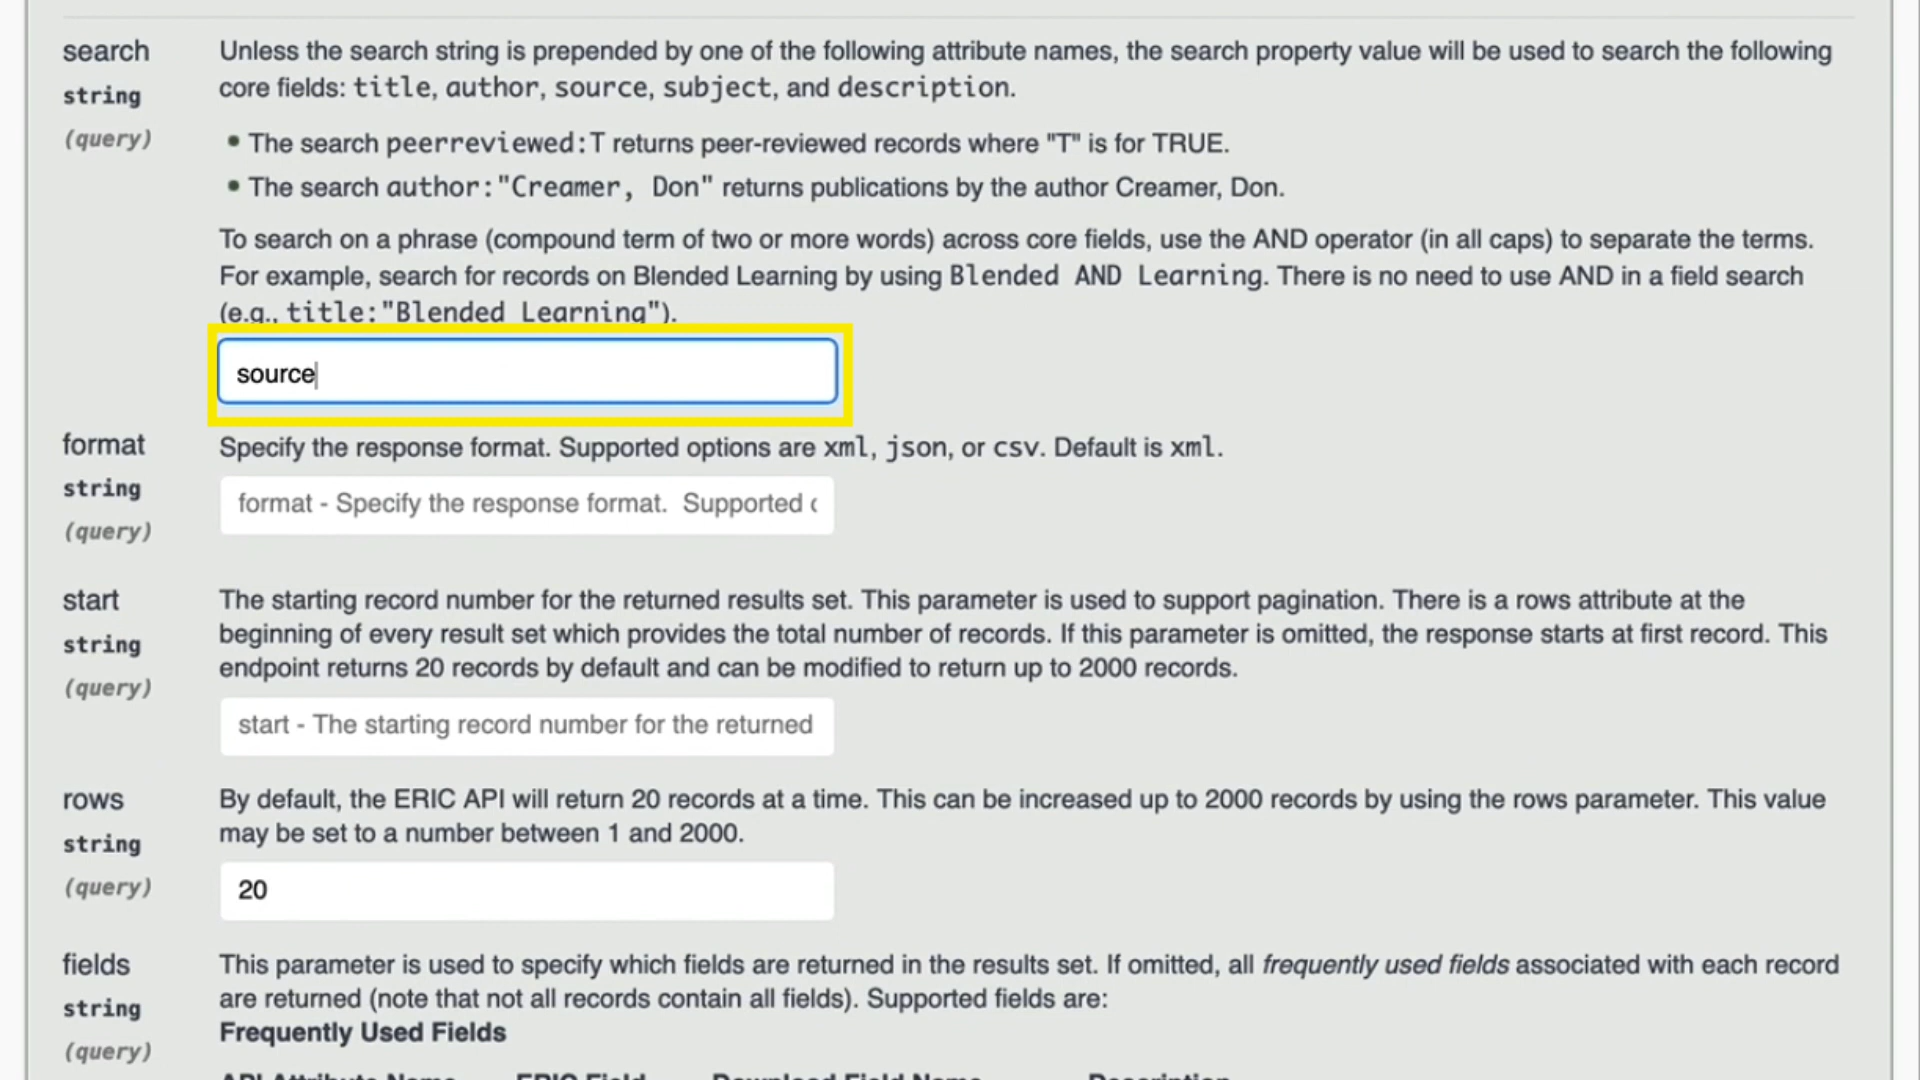 search
Unless the search string is prepended by one of the following attribute names, the search property value will be used to search the following
string
core fields: title, author, source, subject, and description.
(query)
• The search peerreviewed:T returns peer-reviewed records where "T" is for TRUE.
• The search author:"Creamer, Don" returns publications by the author Creamer, Don.
To search on a phrase (compound term of two or more words) across core fields, use the AND operator (in all caps) to separate the terms.
For example, search for records on Blended Learning by using Blended AND Learning. There is no need to use AND in a field search
(e.g., title:"Blended Learning").
source
format
Specify the response format. Supported options are xml, json, or csv. Default is xml.
string
format - Specify the response format.  Supported
(query)
start
The starting record number for the returned results set. This parameter is used to support pagination. There is a rows attribute at the
string
beginning of every result set which provides the total number of records. If this parameter is omitted, the response starts at first record. This
endpoint returns 20 records by default and can be modified to return up to 2000 records.
(query)
start - The starting record number for the returned
rows
By default, the ERIC API will return 20 records at a time. This can be increased up to 2000 records by using the rows parameter. This value
string
may be set to a number between 1 and 2000.
(query)
20
fields
This parameter is used to specify which fields are returned in the results set. If omitted, all frequently used fields associated with each record
string
are returned (note that not all records contain all fields). Supported fields are:
Frequently Used Fields
(query)
API Attribute Name ERIC Field Download Field Name Description